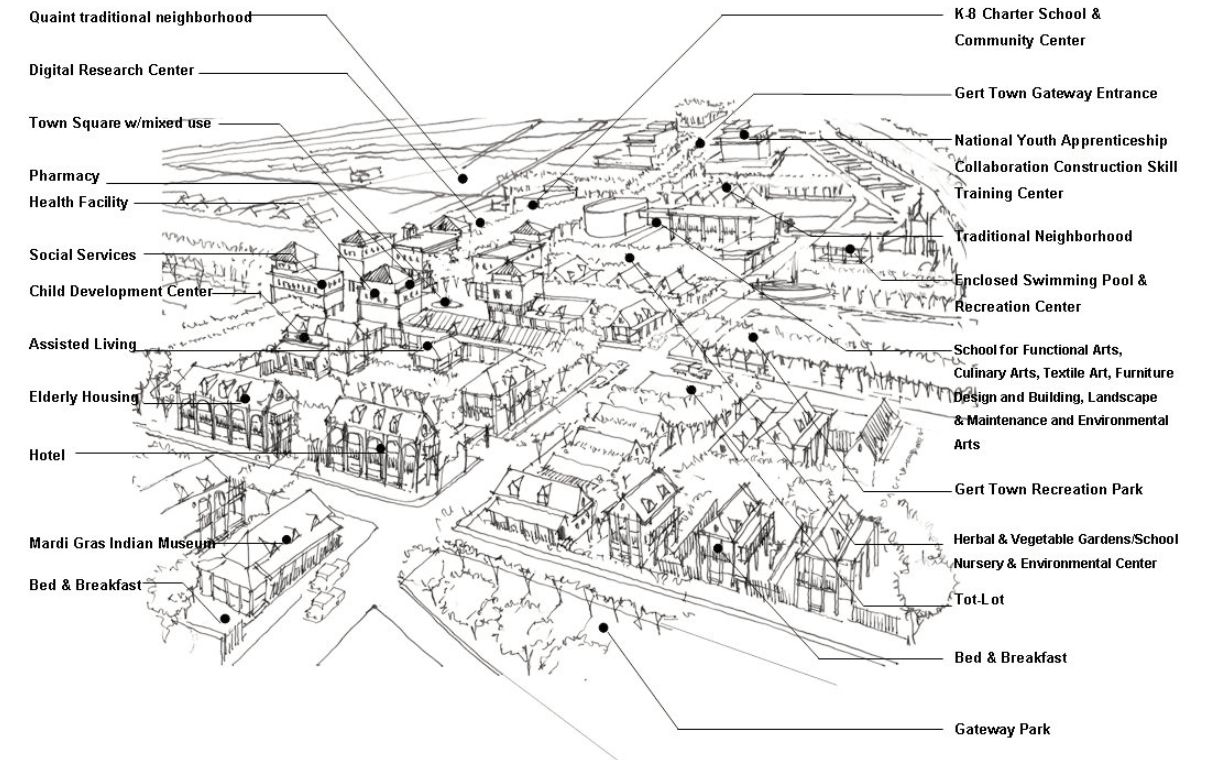 Quaint traditional neighborhood
Digital Research Center
Town Square w/mixed use
Pharmacy
Health Facility
Social Services
Child Development Center
Assisted Living
Elderly Housing
Hotel
Mardi Gras Indian Museum
Bed & Breakfast
K-8 Charter School &
Community Center
Gert Town Gateway Entrance
National Youth Apprenticeship
Collaboration Construction Skill
Training Center
Traditional Neighborhood
Enclosed Swimming Pool &
Recreation Center
School for Functional Arts,
Culinary Arts, Textile Art, Furniture
Design and Building, Landscape
& Maintenance and Environmental
Arts
Gert Town Recreation Park
Herbal & Vegetable Gardens/School
Nursery & Environmental Center
Tot-Lot
Bed & Breakfast
Gateway Park